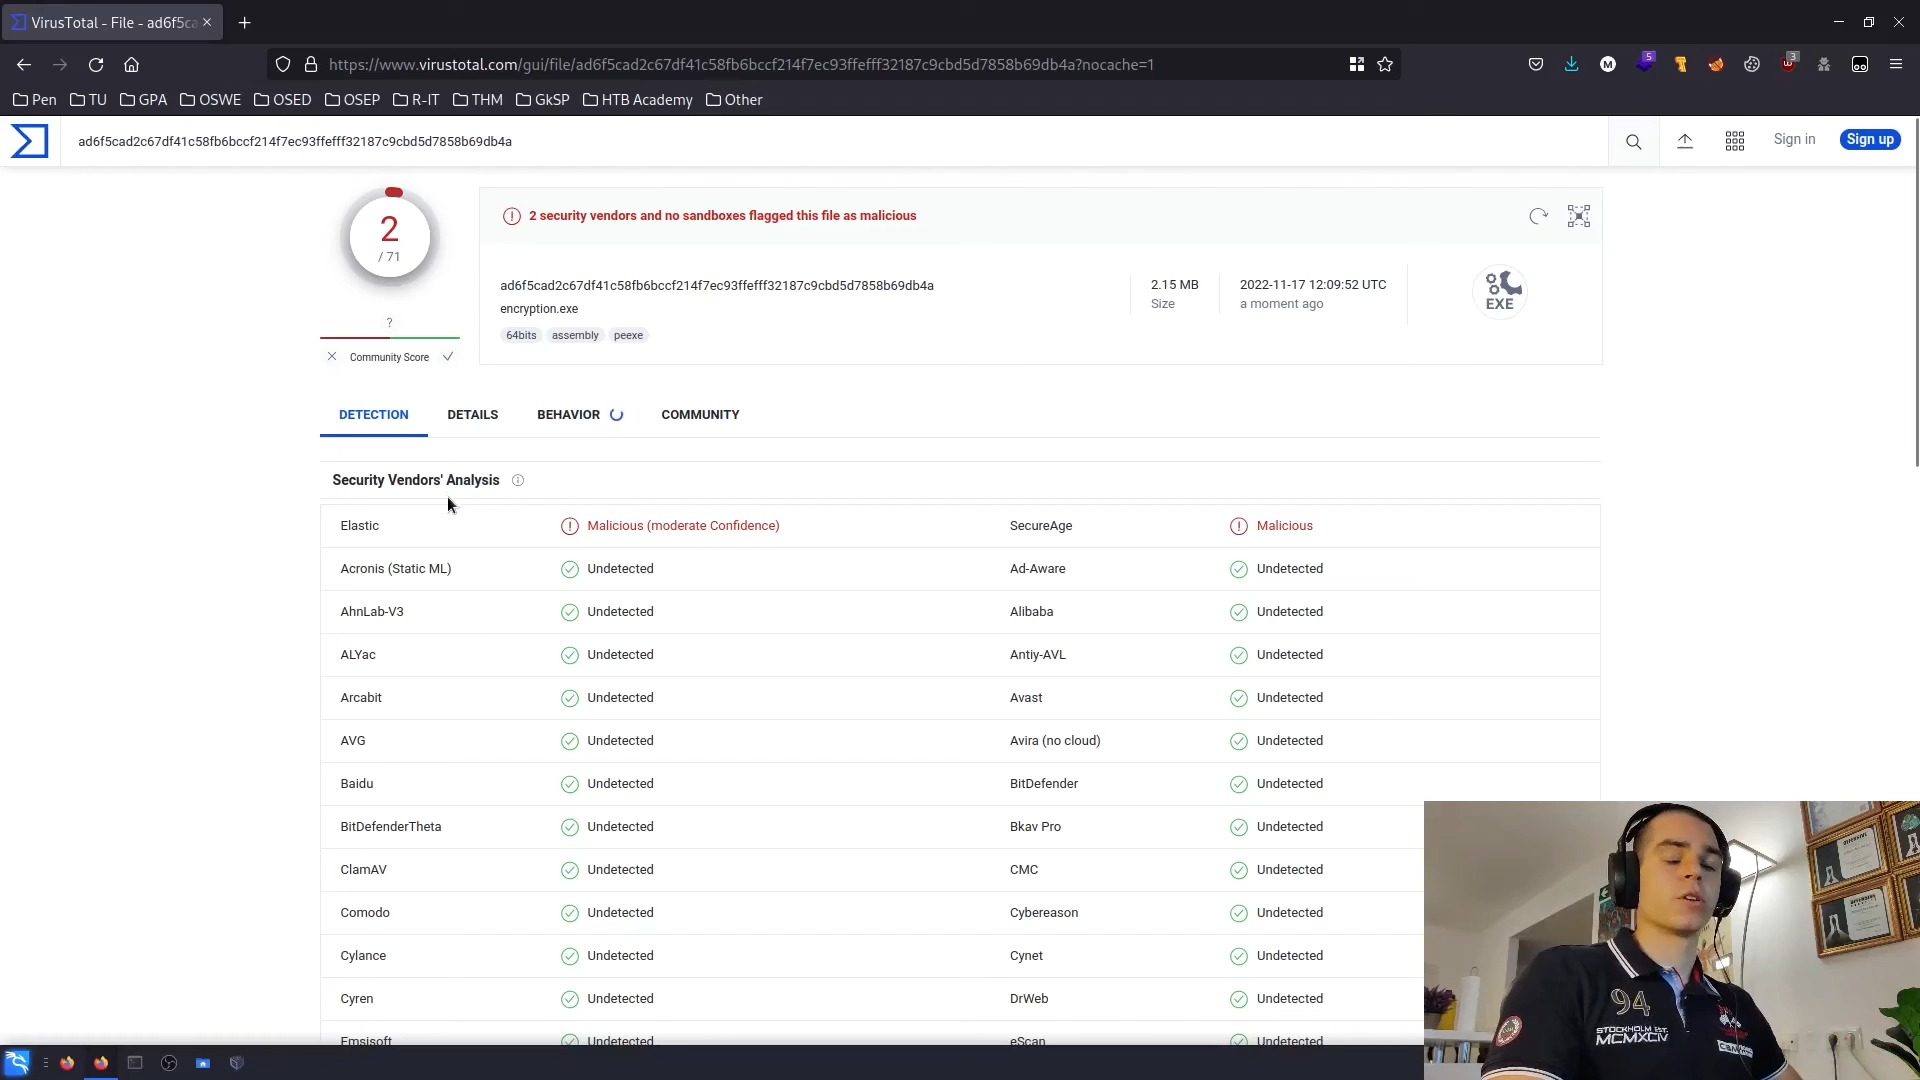 VirusTotal - File - ad6f5ca
https://www.virustotal.com/gui/file/ad6f5cad2c67df41c58fb6bccf214f7ec93ffefff32187c9cbd5d7858b69db4a?nocache=1
5
3
Pen TU GPA OSWE OSED OSEP R-IT THM GkSP HTB Academy Other
ad6f5cad2c67df41c58fb6bccf214f7ec93ffefff32187c9cbd5d7858b69db4a
Sign in
Sign up
2
/ 71
?
Community Score
2 security vendors and no sandboxes flagged this file as malicious
ad6f5cad2c67df41c58fb6bccf214f7ec93ffefff32187c9cbd5d7858b69db4a
encryption.exe
64bits assembly peexe
2.15 MB
Size
2022-11-17 12:09:52 UTC
a moment ago
EXE
DETECTION DETAILS BEHAVIOR COMMUNITY
Security Vendors' Analysis
Elastic Malicious (moderate Confidence) SecureAge Malicious
Acronis (Static ML) Undetected Ad-Aware Undetected
AhnLab-V3 Undetected Alibaba Undetected
ALYac Undetected Antiy-AVL Undetected
Arcabit Undetected Avast Undetected
AVG Undetected Avira (no cloud) Undetected
Baidu Undetected BitDefender Undetected
BitDefenderTheta Undetected Bkav Pro Undetected
ClamAV Undetected CMC Undetected
Comodo Undetected Cybereason Undetected
Cylance Undetected Cynet Undetected
Cyren Undetected DrWeb Undetected
Emsisoft Undetected eScan Undetected
94
STOCKHOLM EST.
MCMXCIV